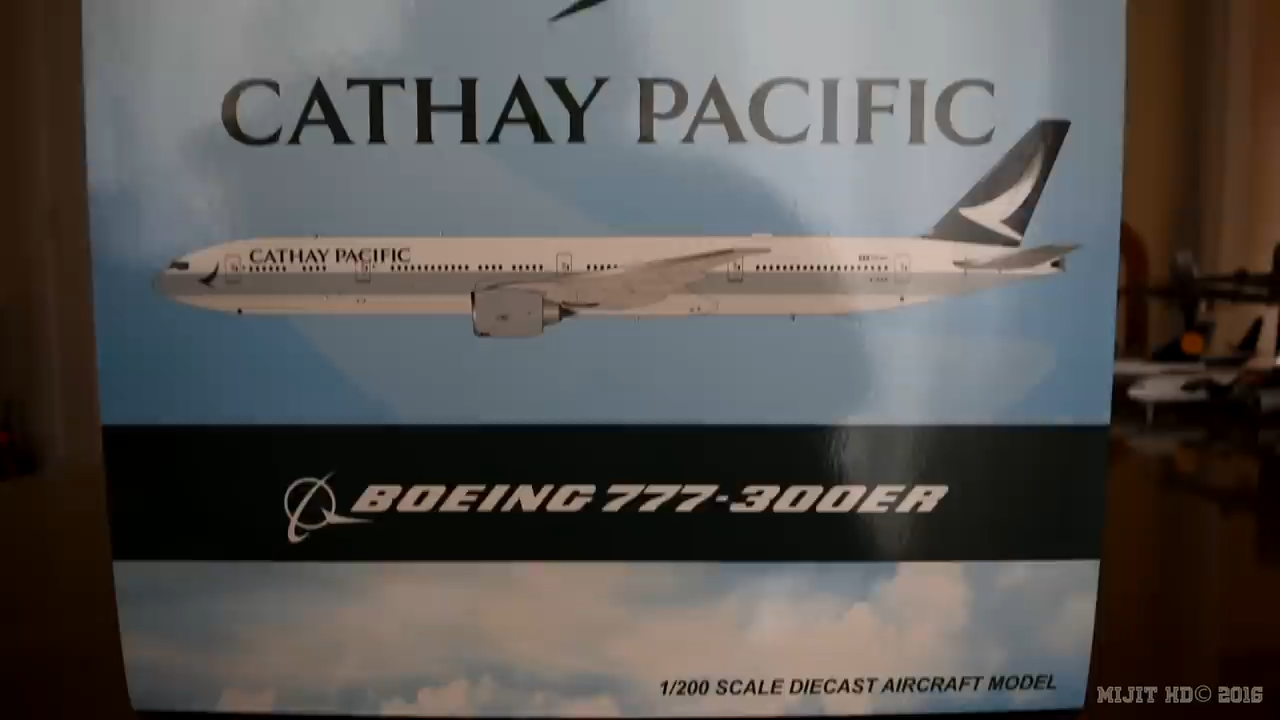 CATHAY PACIFIC
CATHAY PACIFIC
BOEING 777-300ER
1/200 SCALE DIECAST AIRCRAFT MODEL
MIJIT HD© 2016